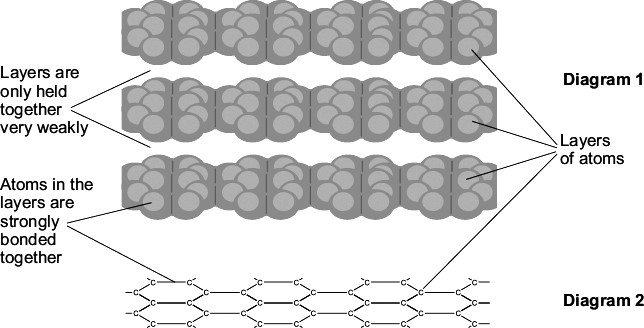 Layers are
only held
together
very weakly
Diagram 1
Layers
of atoms
Atoms in the
layers are
strongly
bonded
together
C C C C C C C C
C C C C C C C C
C C C C C C C C
C C C C C C C C
Diagram 2